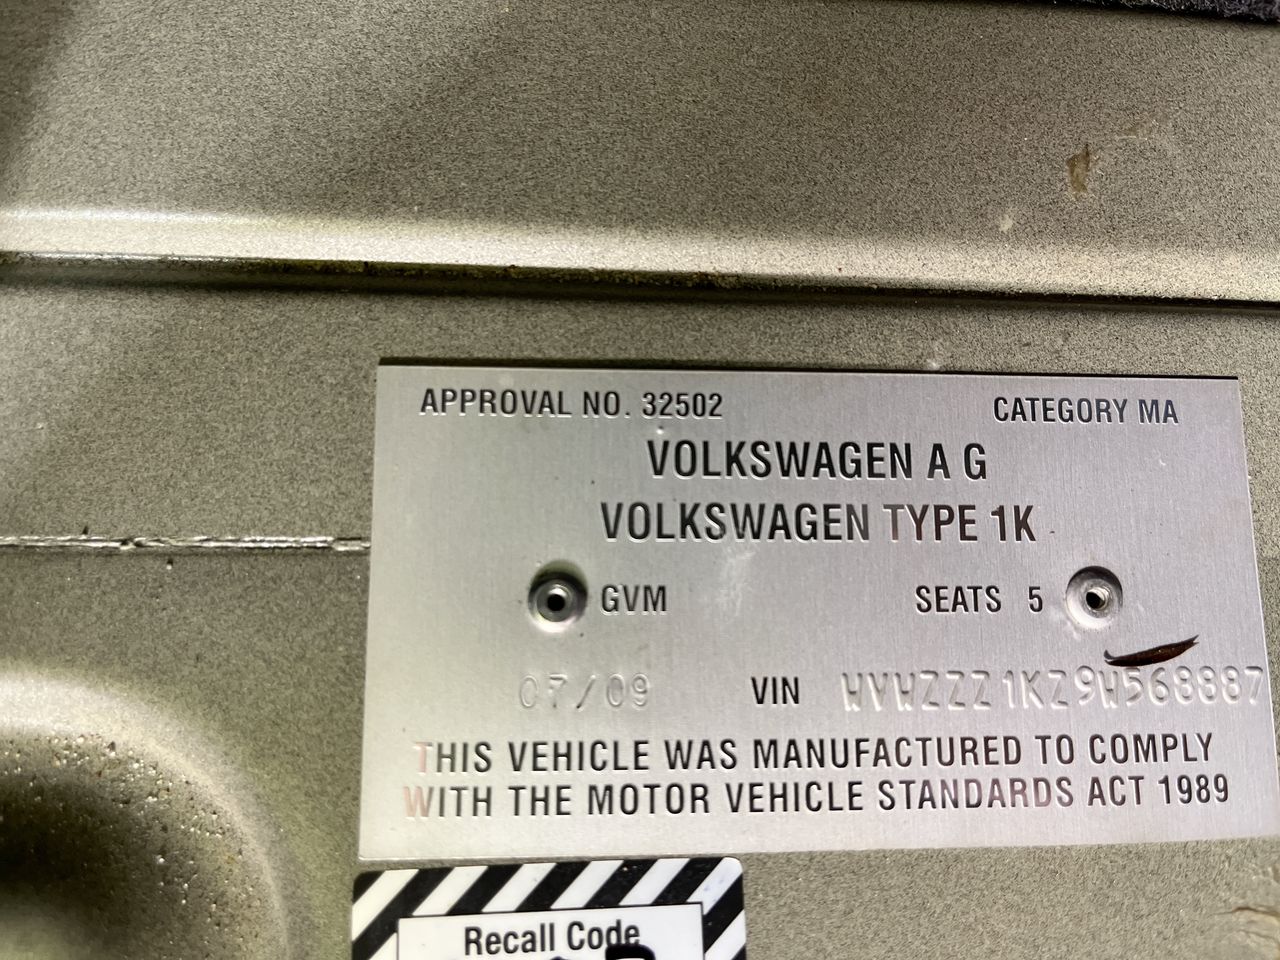 APPROVAL NO. 32502 CATEGORY MA
VOLKSWAGEN A G
VOLKSWAGEN TYPE 1K
GVM SEATS 5
07/09 VIN WVWZZZ1KZ9W568887
THIS VEHICLE WAS MANUFACTURED TO COMPLY
WITH THE MOTOR VEHICLE STANDARDS ACT 1989
Recall Code